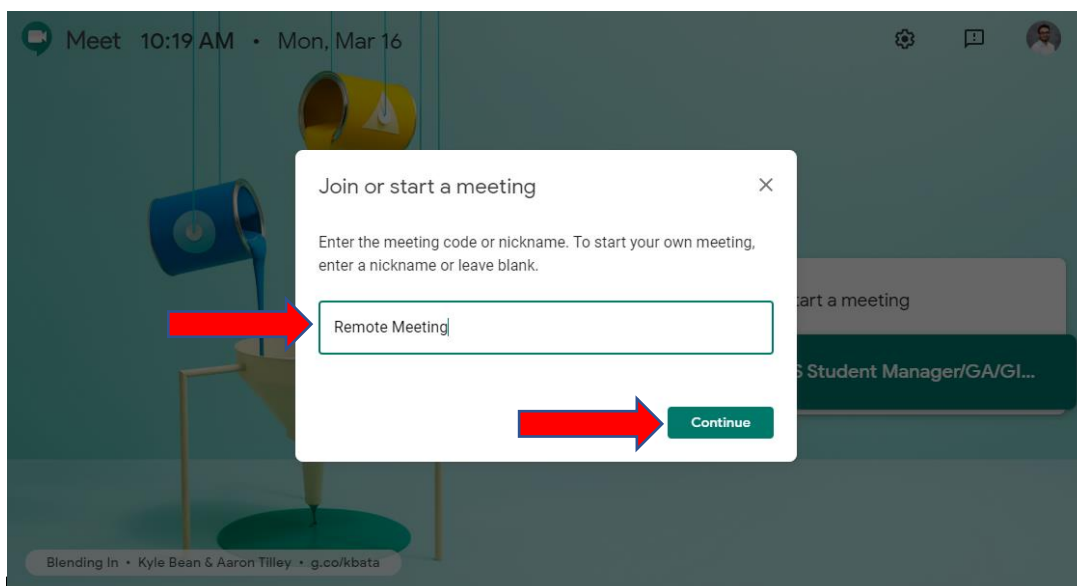 Meet 10:19 AM • Mon, Mar 16
Join or start a meeting
Enter the meeting code or nickname. To start your own meeting,
enter a nickname or leave blank.
Remote Meeting
Continue
tart a meeting
S Student Manager/GA/GI...
Blending In • Kyle Bean & Aaron Tilley • g.co/kbata